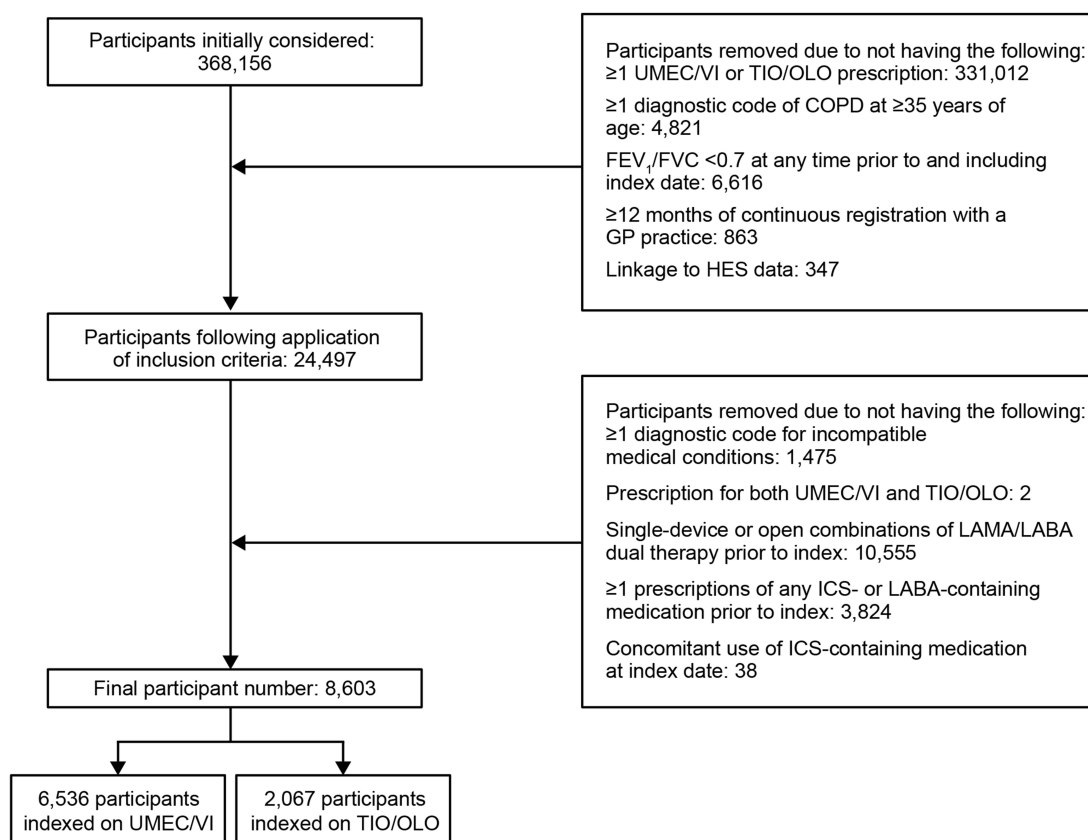 Participants initially considered:
368,156
Participants removed due to not having the following:
≥1 UMEC/VI or TIO/OLO prescription: 331,012
≥1 diagnostic code of COPD at ≥35 years of
age: 4,821
FEV₁/FVC <0.7 at any time prior to and including
index date: 6,616
≥12 months of continuous registration with a
GP practice: 863
Linkage to HES data: 347
Participants following application
of inclusion criteria: 24,497
Participants removed due to not having the following:
≥1 diagnostic code for incompatible
medical conditions: 1,475
Prescription for both UMEC/VI and TIO/OLO: 2
Single-device or open combinations of LAMA/LABA
dual therapy prior to index: 10,555
≥1 prescriptions of any ICS- or LABA-containing
medication prior to index: 3,824
Concomitant use of ICS-containing medication
at index date: 38
Final participant number: 8,603
6,536 participants
indexed on UMEC/VI
2,067 participants
indexed on TIO/OLO